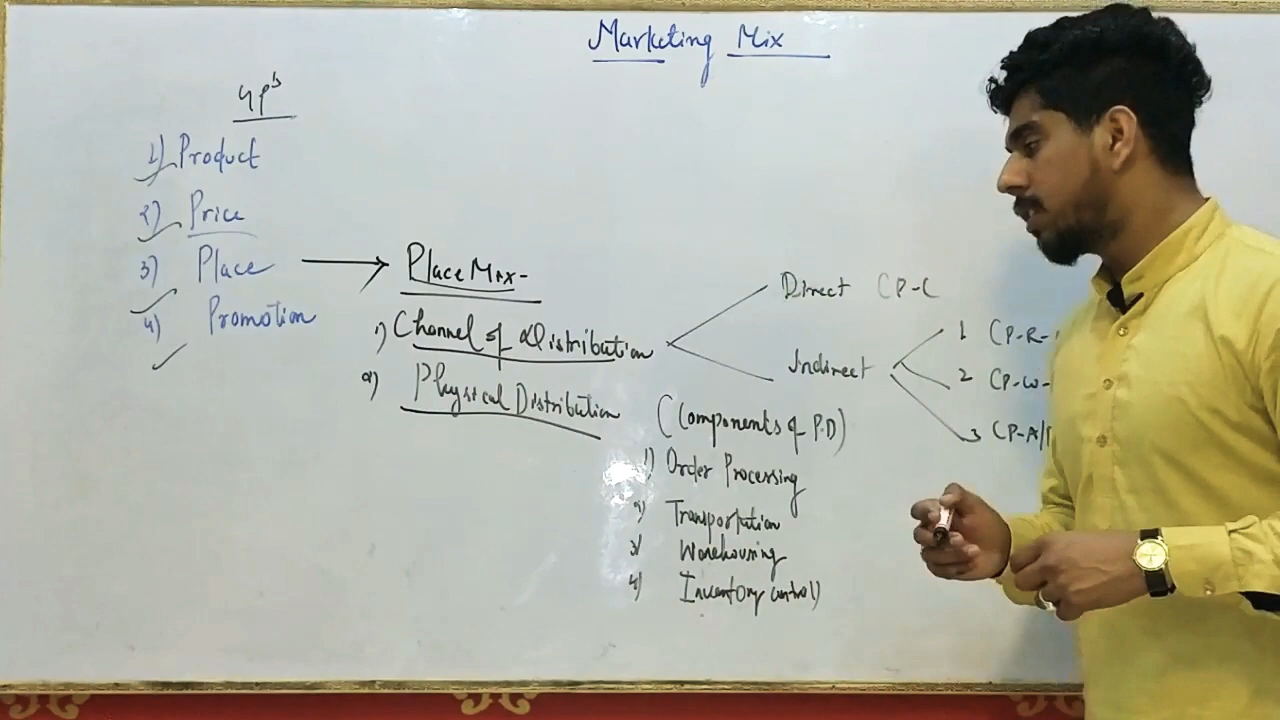 Marketing Mix
4p's
1) Product
2) Price
3) Place
4) Promotion
Place Mix-
1) Channel of Distribution
2) Physical Distribution
Direct CP-C
Indirect
1 CP-R-
2 CP-W-
3 CP-A/
(Components of P.D)
1) Order Processing
2) Transportation
3) Warehousing
4) Inventory control)